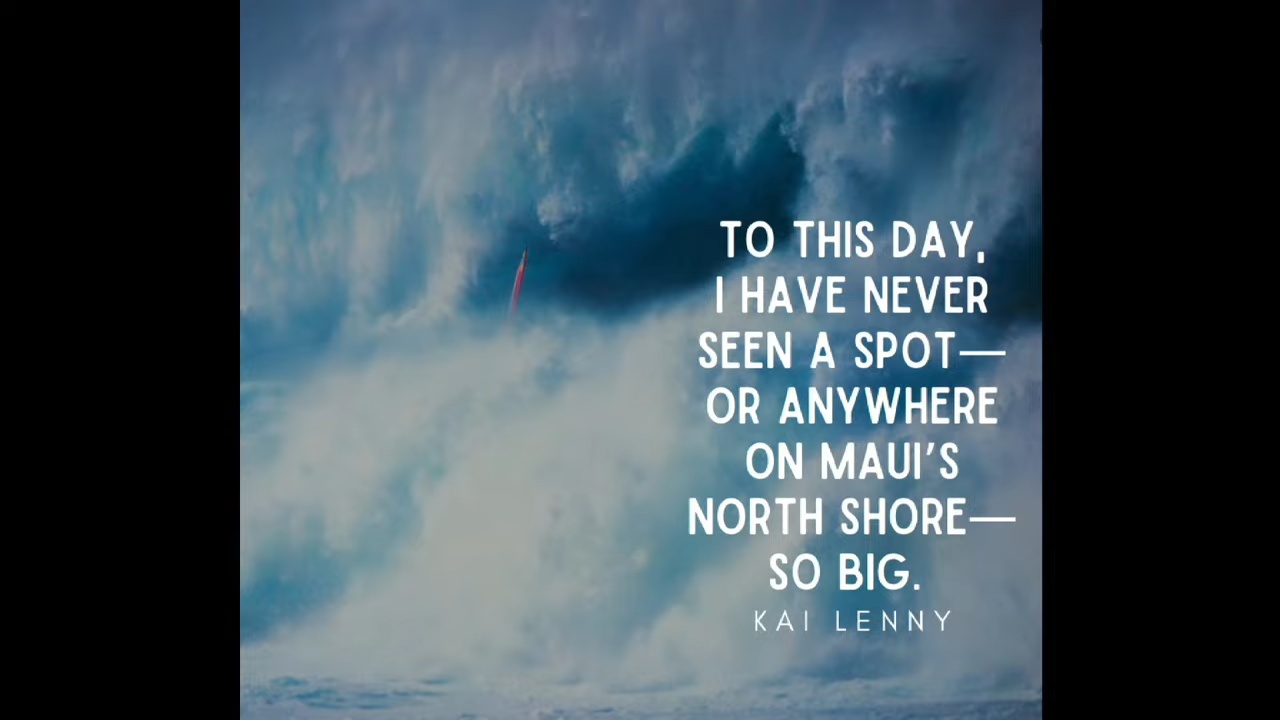 TO THIS DAY,
I HAVE NEVER
SEEN A SPOT—
OR ANYWHERE
ON MAUI'S
NORTH SHORE—
SO BIG.
KAI LENNY